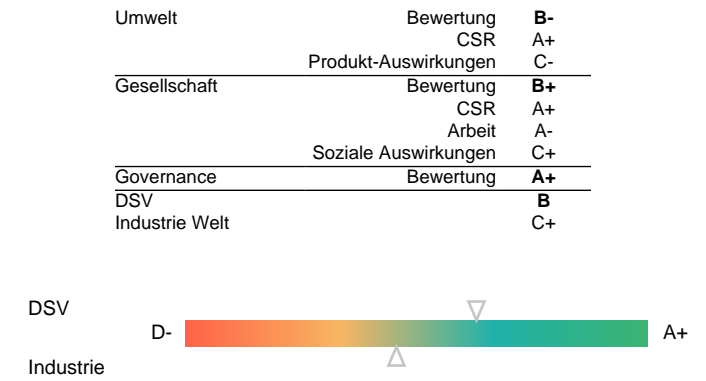 Umwelt Bewertung B-
CSR A+
Produkt-Auswirkungen C-
Gesellschaft Bewertung B+
CSR A+
Arbeit A-
Soziale Auswirkungen C+
Governance Bewertung A+
DSV B
Industrie Welt C+
DSV
D- A+
Industrie